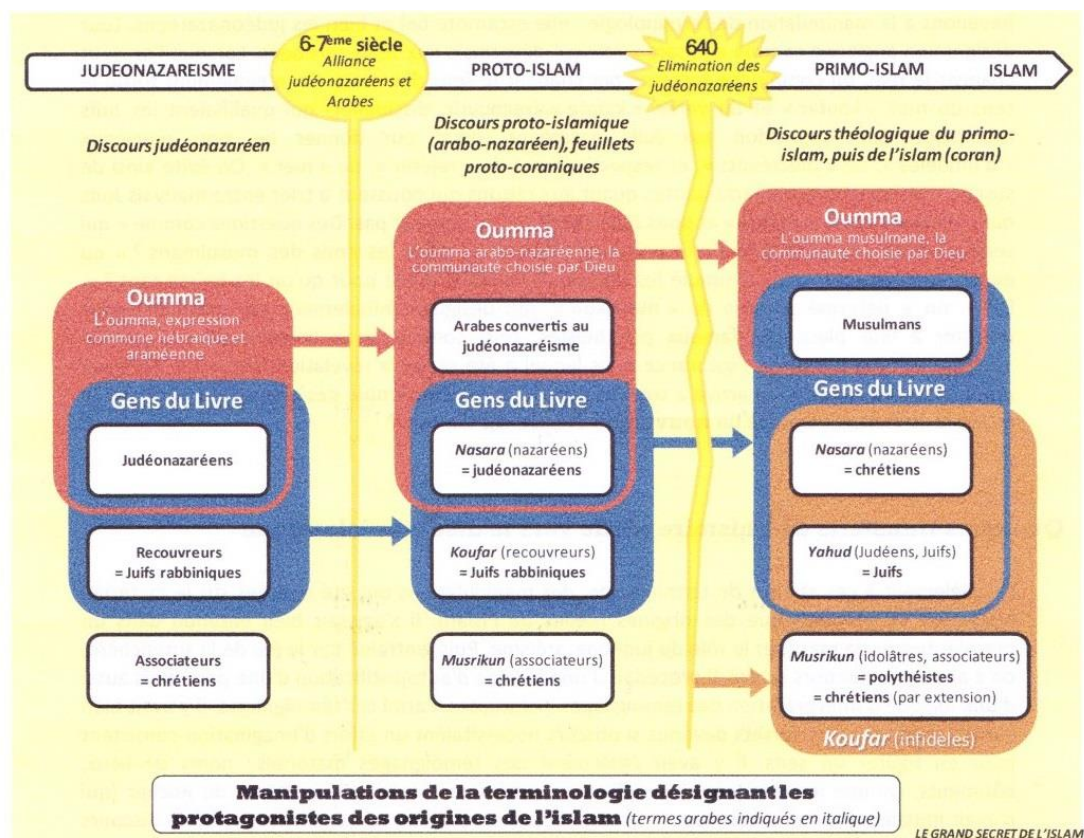 6-7ème siècle
Alliance
judéonazaréens et
Arabes
640
Elimination des
judéonazaréens
JUDEONAZAREISME
PROTO-ISLAM
PRIMO-ISLAM
ISLAM
Discours judéonazaréen
Discours proto-islamique
(arabo-nazaréen), feuillets
proto-coraniques
Discours théologique du primo-
islam, puis de l'islam (coran)
Oumma
L'oumma, expression
commune hébraïque et
araméenne
Gens du Livre
Judéonazaréens
Recouvreurs
= Juifs rabbiniques
Associateurs
= chrétiens
Oumma
L'oumma arabo-nazaréenne, la
communauté choisie par Dieu
Arabes convertis au
judéonazaréisme
Gens du Livre
Nasara (nazaréens)
= judéonazaréens
Koufar (recouvreurs)
= Juifs rabbiniques
Musrikun (associateurs)
= chrétiens
Oumma
L'oumma musulmane, la
communauté choisie par Dieu
Musulmans
Gens du Livre
Nasara (nazaréens)
= chrétiens
Yahud (Judéens, Juifs)
= Juifs
Musrikun (idolâtres, associateurs)
= polythéistes
= chrétiens (par extension)
Koufar (infidèles)
Manipulations de la terminologie désignant les
protagonistes des origines de l'islam (termes arabes indiqués en italique)
LE GRAND SECRET DE L'ISLAM